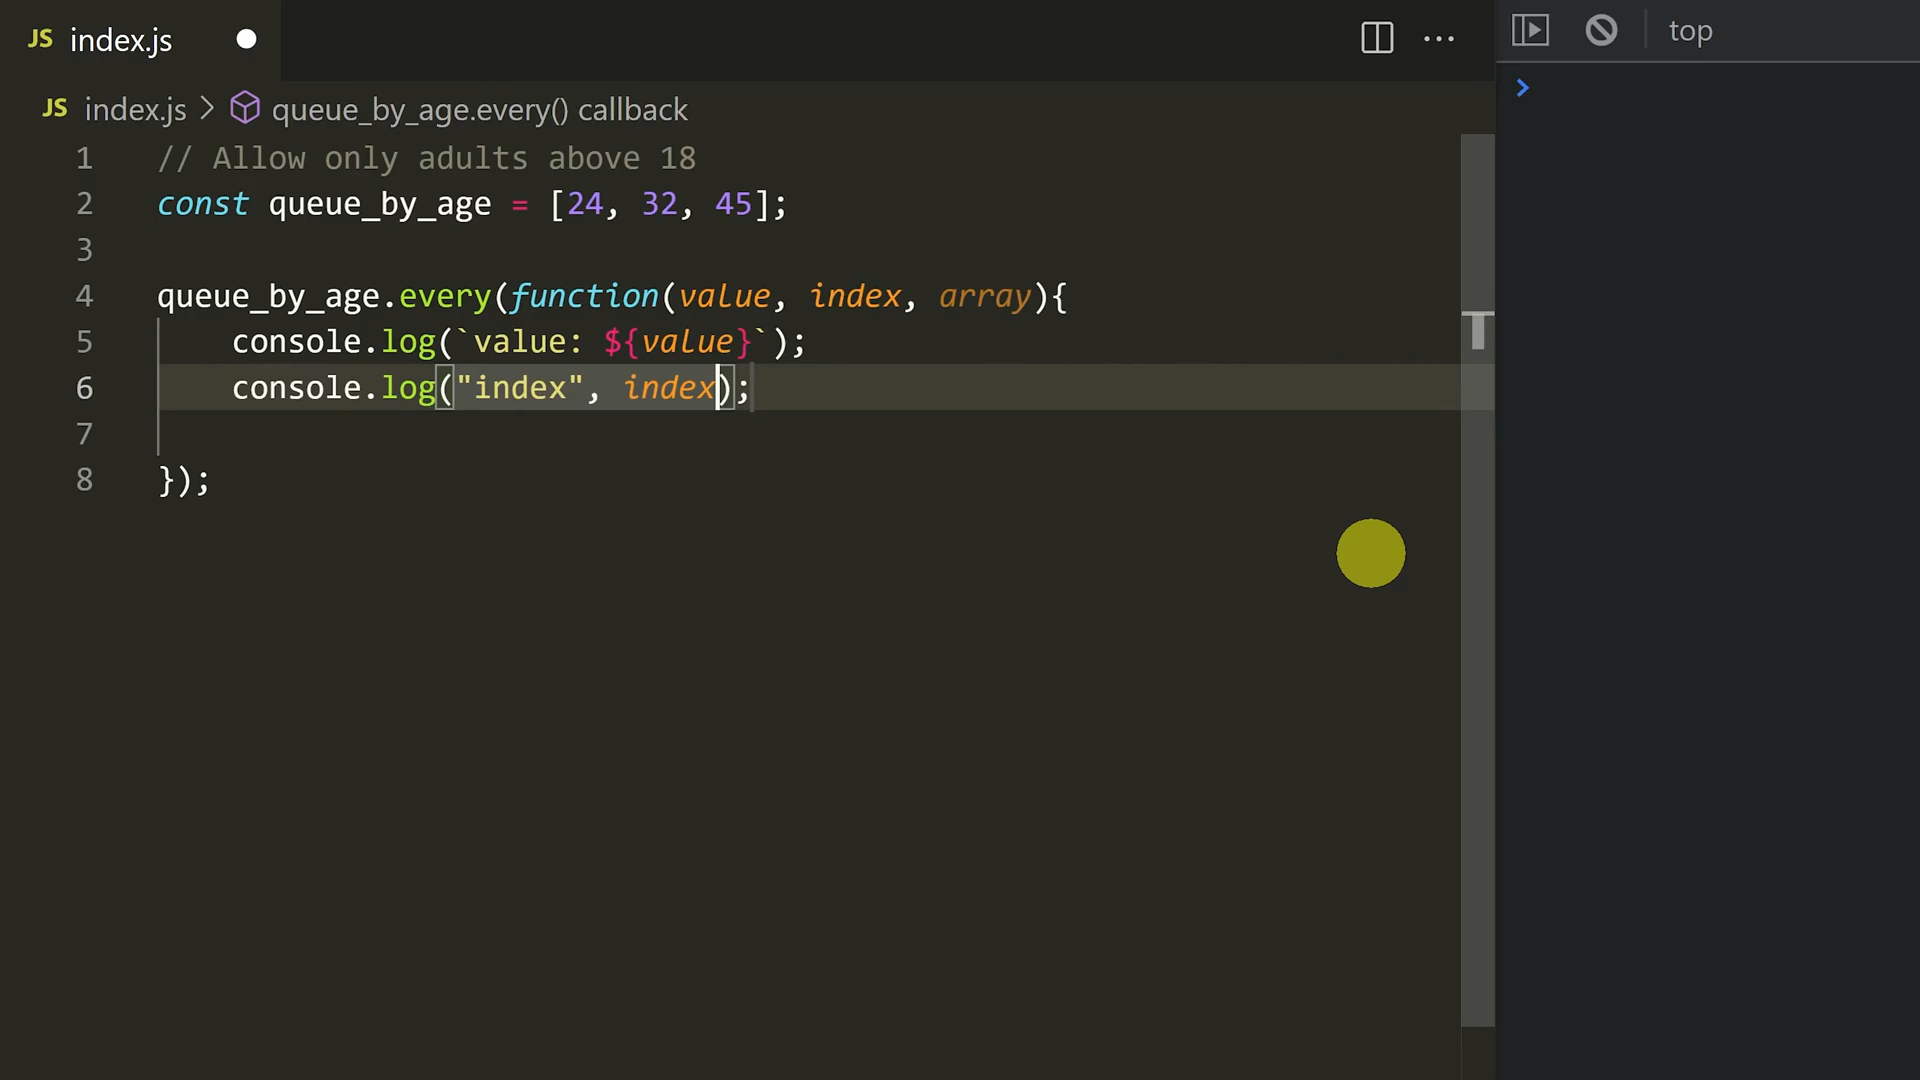 JS index.js
top
JS index.js > queue_by_age.every() callback
1 // Allow only adults above 18
2 const queue_by_age = [24, 32, 45];
3
4 queue_by_age.every(function(value, index, array){
5 console.log(`value: ${value}`);
6 console.log("index", index);
7
8 });